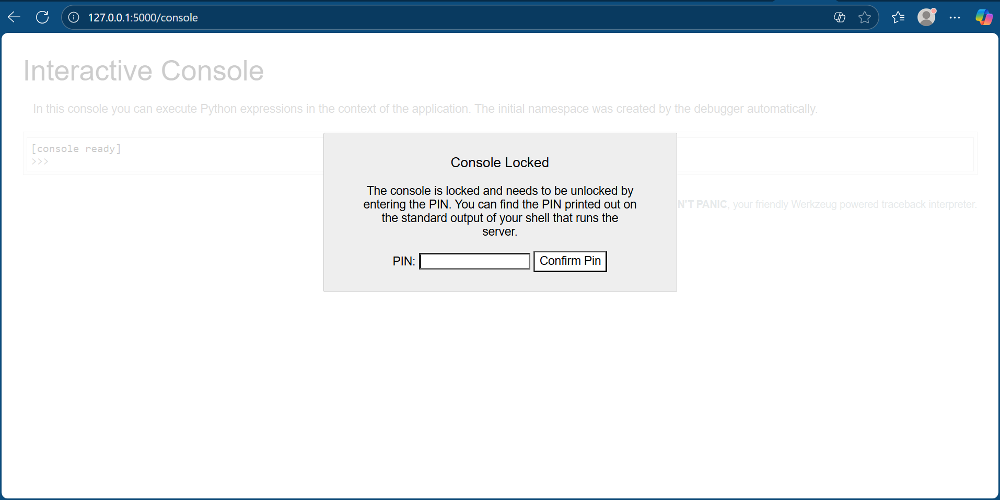 127.0.0.1:5000/console
Interactive Console
In this console you can execute Python expressions in the context of the application. The initial namespace was created by the debugger automatically.
[console ready]
>>>
Console Locked
The console is locked and needs to be unlocked by
entering the PIN. You can find the PIN printed out on
the standard output of your shell that runs the
server.
PIN:
Confirm Pin
N'T PANIC, your friendly Werkzeug powered traceback interpreter.